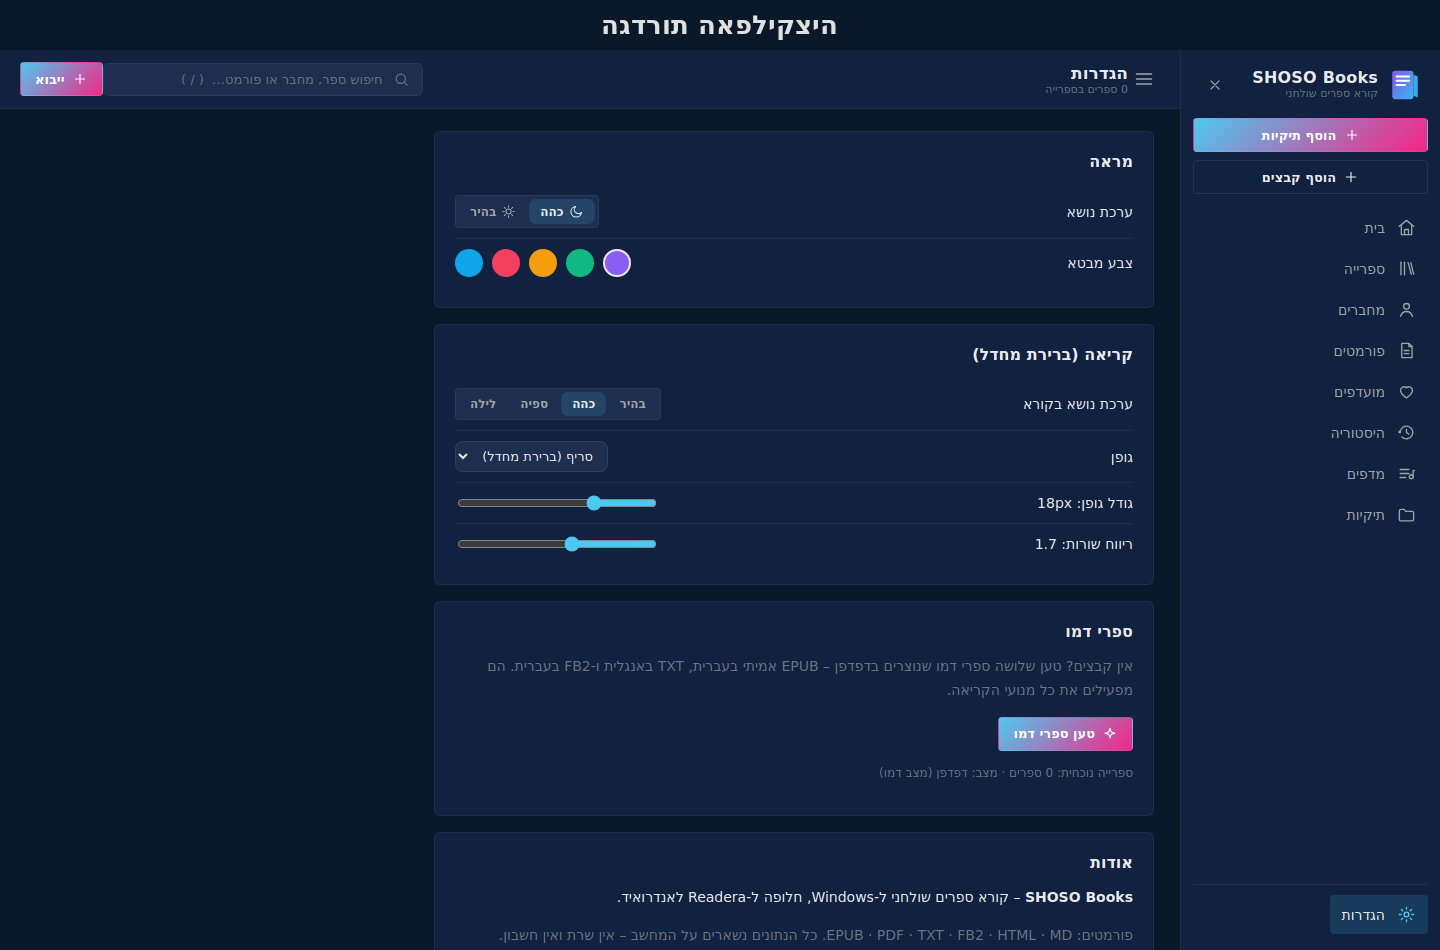 היצקילפאה תורדגה
SHOSO Books
קורא ספרים שולחני
הוסף תיקיות
הוסף קבצים
בית
ספרייה
מחברים
פורמטים
מועדפים
היסטוריה
מדפים
תיקיות
הגדרות
הגדרות
0 ספרים בספרייה
חיפוש ספר, מחבר או פורמט… ( / )
ייבוא
מראה
ערכת נושא
כהה
בהיר
צבע מבטא
קריאה (ברירת מחדל)
ערכת נושא בקורא
בהיר
כהה
ספיה
לילה
גופן
סריף (ברירת מחדל)
גודל גופן: 18px
ריווח שורות: 1.7
ספרי דמו
אין קבצים? טען שלושה ספרי דמו שנוצרים בדפדפן – EPUB אמיתי בעברית, TXT באנגלית ו-FB2 בעברית. הם
מפעילים את כל מנועי הקריאה.
טען ספרי דמו
ספרייה נוכחית: 0 ספרים · מצב: דפדפן (מצב דמו)
אודות
SHOSO Books – קורא ספרים שולחני ל-Windows, חלופה ל-Readera לאנדרואיד.
פורמטים: EPUB · PDF · TXT · FB2 · HTML · MD. כל הנתונים נשארים על המחשב – אין שרת ואין חשבון.